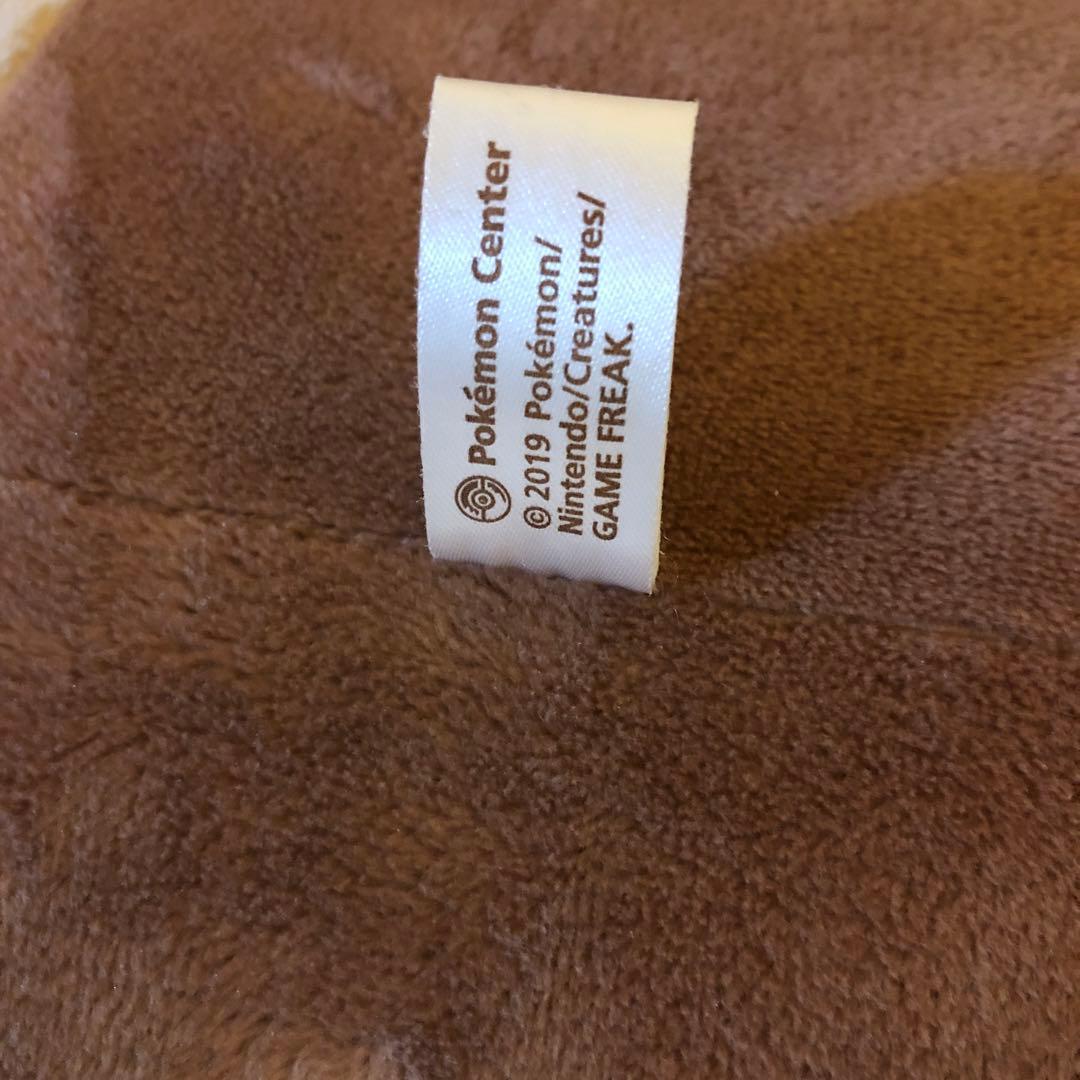 Pokémon Center
©2019 Pokémon/
Nintendo/Creatures/
GAME FREAK.